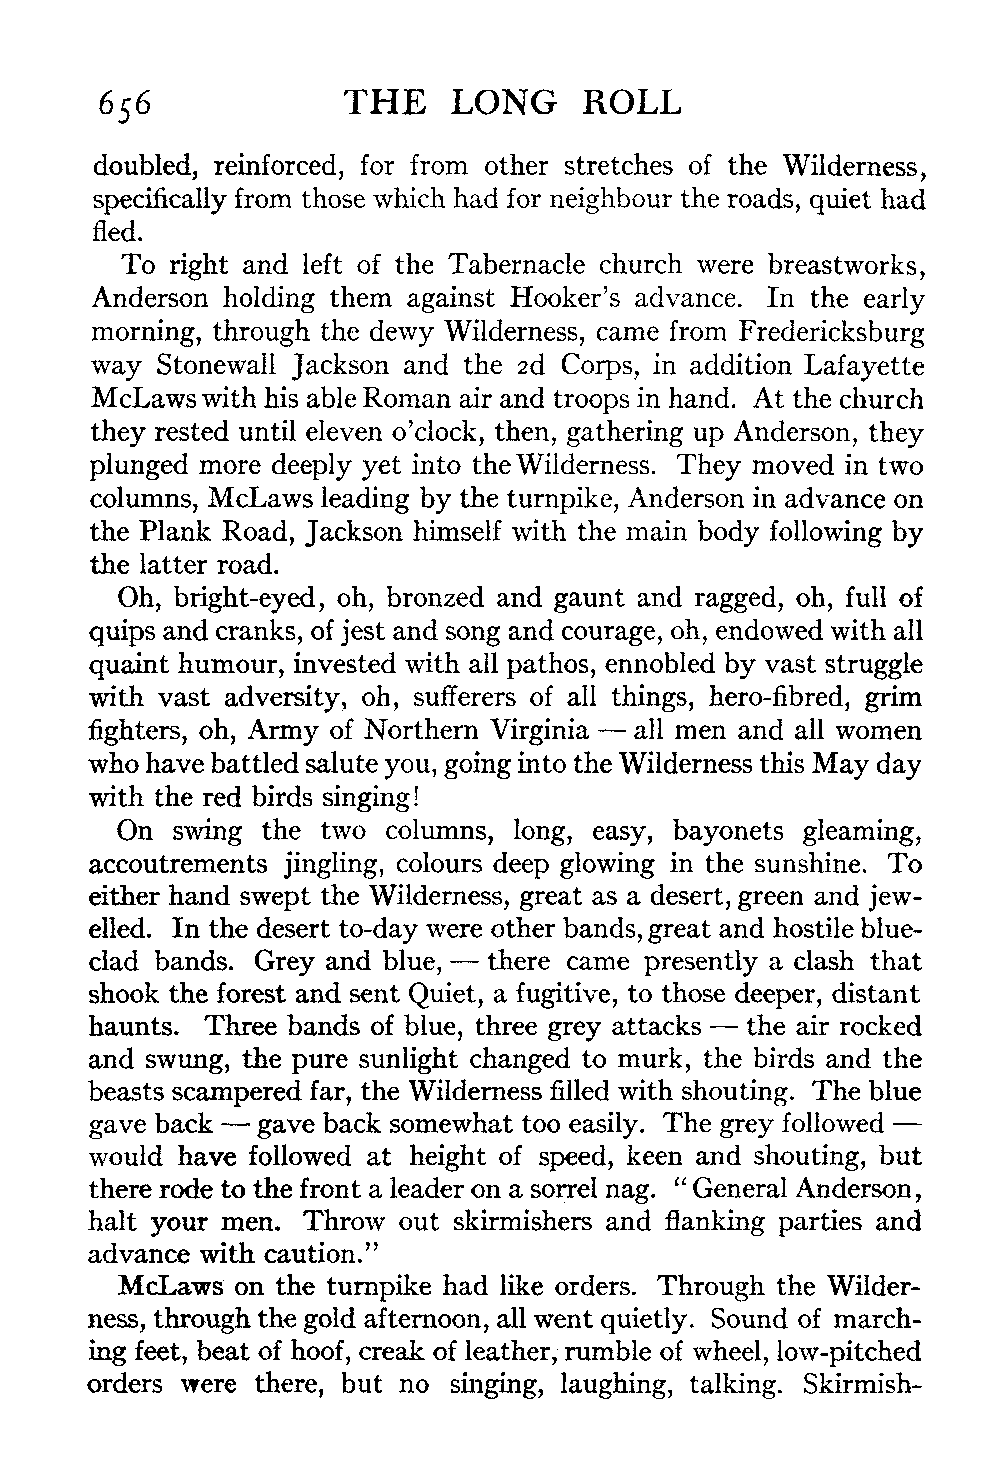 656 THE LONG ROLL
doubled, reinforced, for from other stretches of the Wilderness,
specifically from those which had for neighbour the roads, quiet had
fled.
To right and left of the Tabernacle church were breastworks,
Anderson holding them against Hooker's advance. In the early
morning, through the dewy Wilderness, came from Fredericksburg
way Stonewall Jackson and the 2d Corps, in addition Lafayette
McLaws with his able Roman air and troops in hand. At the church
they rested until eleven o'clock, then, gathering up Anderson, they
plunged more deeply yet into the Wilderness. They moved in two
columns, McLaws leading by the turnpike, Anderson in advance on
the Plank Road, Jackson himself with the main body following by
the latter road.
Oh, bright-eyed, oh, bronzed and gaunt and ragged, oh, full of
quips and cranks, of jest and song and courage, oh, endowed with all
quaint humour, invested with all pathos, ennobled by vast struggle
with vast adversity, oh, sufferers of all things, hero-fibred, grim
fighters, oh, Army of Northern Virginia — all men and all women
who have battled salute you, going into the Wilderness this May day
with the red birds singing!
On swing the two columns, long, easy, bayonets gleaming,
accoutrements jingling, colours deep glowing in the sunshine. To
either hand swept the Wilderness, great as a desert, green and jew-
elled. In the desert to-day were other bands, great and hostile blue-
clad bands. Grey and blue, — there came presently a clash that
shook the forest and sent Quiet, a fugitive, to those deeper, distant
haunts. Three bands of blue, three grey attacks — the air rocked
and swung, the pure sunlight changed to murk, the birds and the
beasts scampered far, the Wilderness filled with shouting. The blue
gave back — gave back somewhat too easily. The grey followed —
would have followed at height of speed, keen and shouting, but
there rode to the front a leader on a sorrel nag. "General Anderson,
halt your men. Throw out skirmishers and flanking parties and
advance with caution."
McLaws on the turnpike had like orders. Through the Wilder-
ness, through the gold afternoon, all went quietly. Sound of march-
ing feet, beat of hoof, creak of leather, rumble of wheel, low-pitched
orders were there, but no singing, laughing, talking. Skirmish-